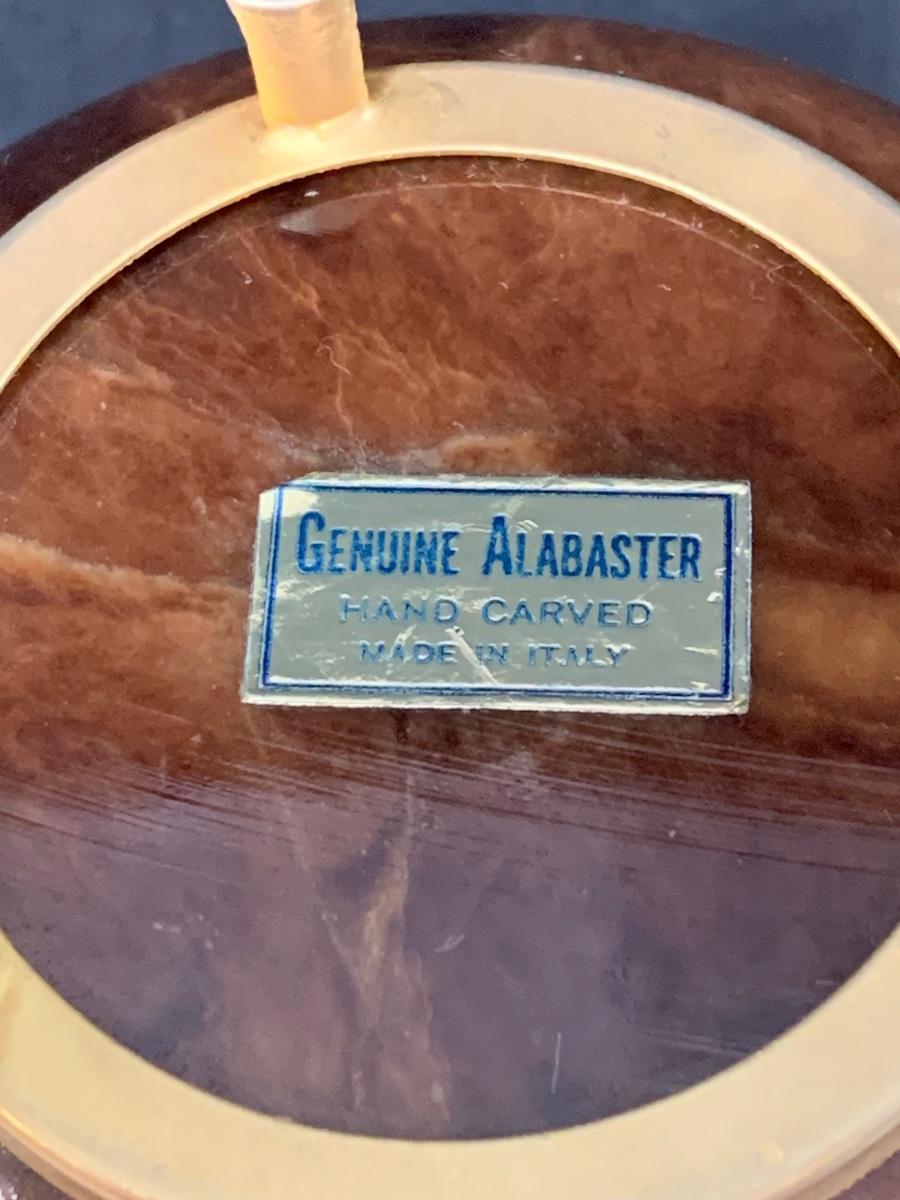 GENUINE ALABASTER
HAND CARVED
MADE IN ITALY